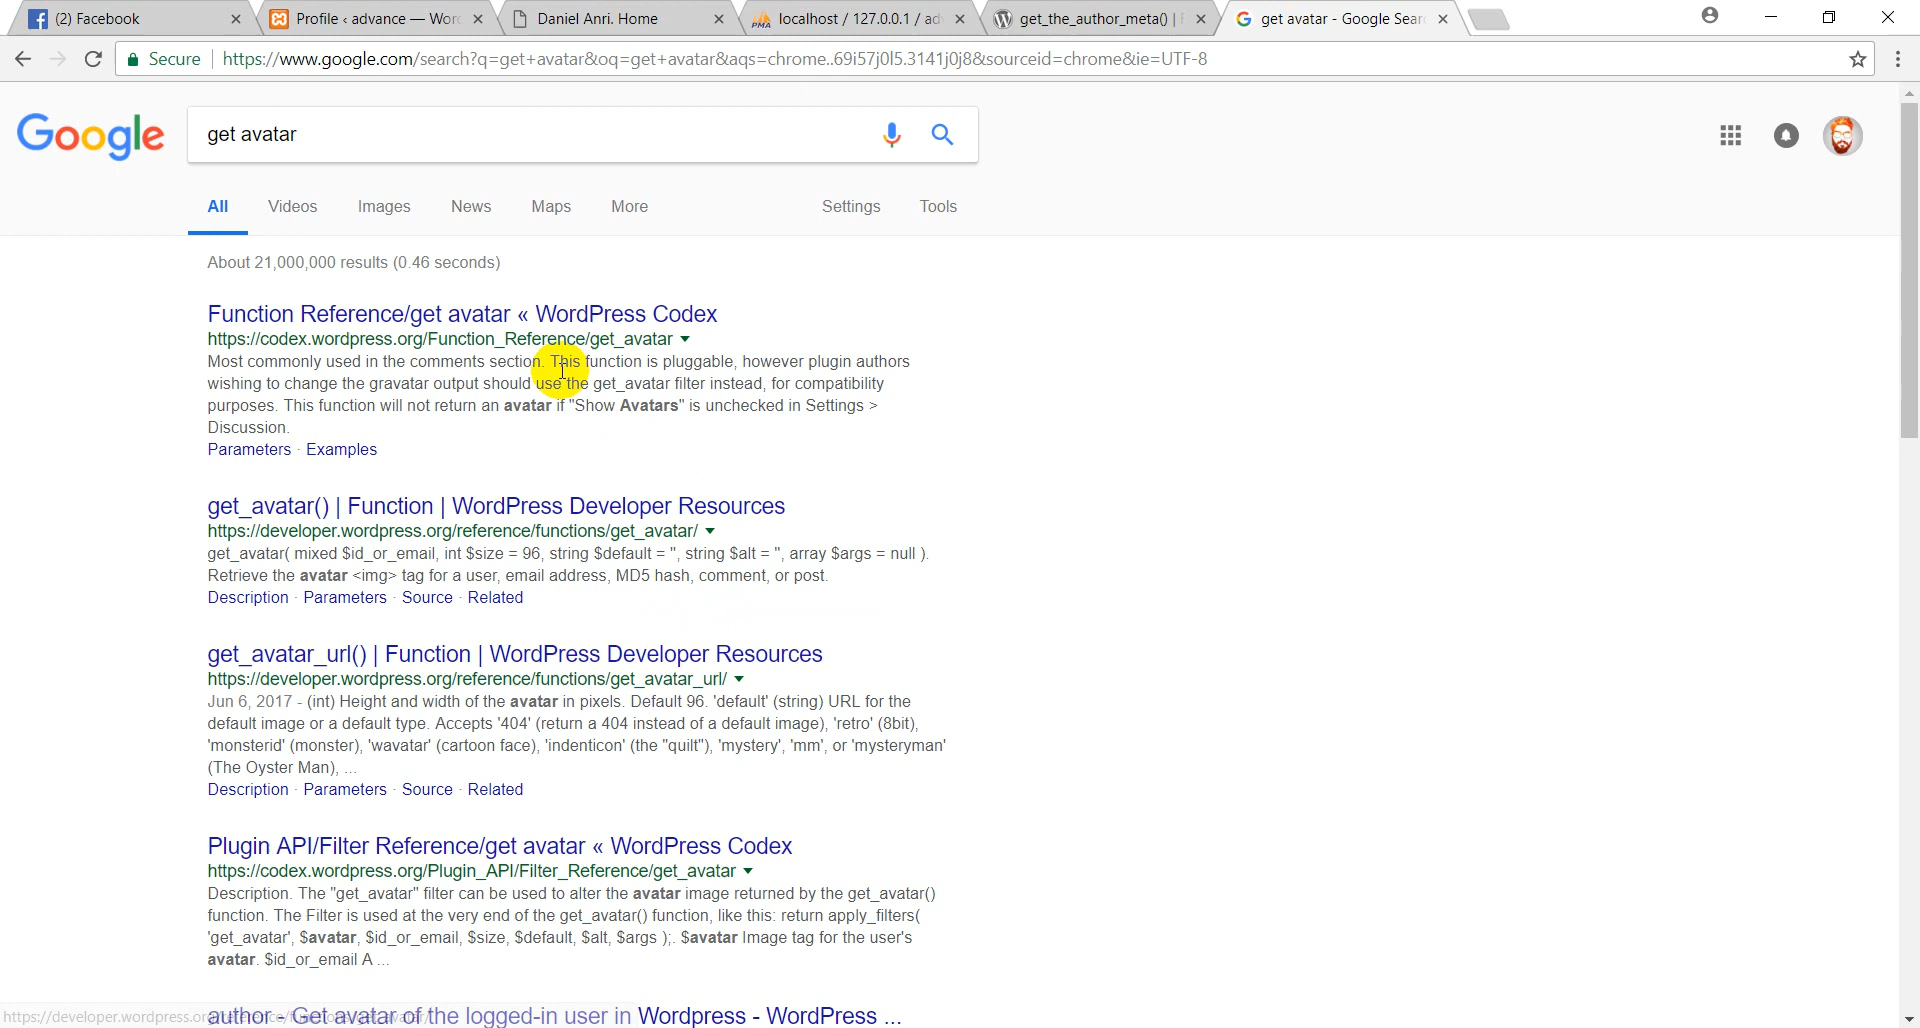 (2) Facebook
Profile ‹ advance — Word
Daniel Anri. Home
localhost / 127.0.0.1 / ad
get_the_author_meta() | F
get avatar - Google Sear
Secure
https://www.google.com/search?q=get+avatar&oq=get+avatar&aqs=chrome..69i57j0l5.3141j0j8&sourceid=chrome&ie=UTF-8
Google
get avatar
All Videos Images News Maps More Settings Tools
About 21,000,000 results (0.46 seconds)
Function Reference/get avatar « WordPress Codex
https://codex.wordpress.org/Function_Reference/get_avatar
Most commonly used in the comments section. This function is pluggable, however plugin authors
wishing to change the gravatar output should use the get_avatar filter instead, for compatibility
purposes. This function will not return an avatar if "Show Avatars" is unchecked in Settings >
Discussion.
Parameters · Examples
get_avatar() | Function | WordPress Developer Resources
https://developer.wordpress.org/reference/functions/get_avatar/
get_avatar( mixed $id_or_email, int $size = 96, string $default = '', string $alt = '', array $args = null ).
Retrieve the avatar <img> tag for a user, email address, MD5 hash, comment, or post.
Description · Parameters · Source · Related
get_avatar_url() | Function | WordPress Developer Resources
https://developer.wordpress.org/reference/functions/get_avatar_url/
Jun 6, 2017 - (int) Height and width of the avatar in pixels. Default 96. 'default' (string) URL for the
default image or a default type. Accepts '404' (return a 404 instead of a default image), 'retro' (8bit),
'monsterid' (monster), 'wavatar' (cartoon face), 'indenticon' (the "quilt"), 'mystery', 'mm', or 'mysteryman'
(The Oyster Man), ...
Description · Parameters · Source · Related
Plugin API/Filter Reference/get avatar « WordPress Codex
https://codex.wordpress.org/Plugin_API/Filter_Reference/get_avatar
Description. The "get_avatar" filter can be used to alter the avatar image returned by the get_avatar()
function. The Filter is used at the very end of the get_avatar() function, like this: return apply_filters(
'get_avatar', $avatar, $id_or_email, $size, $default, $alt, $args );. $avatar Image tag for the user's
avatar. $id_or_email A ...
author - Get avatar of the logged-in user in Wordpress - WordPress ...
https://developer.wordpress.org/reference/functions/get_avatar/